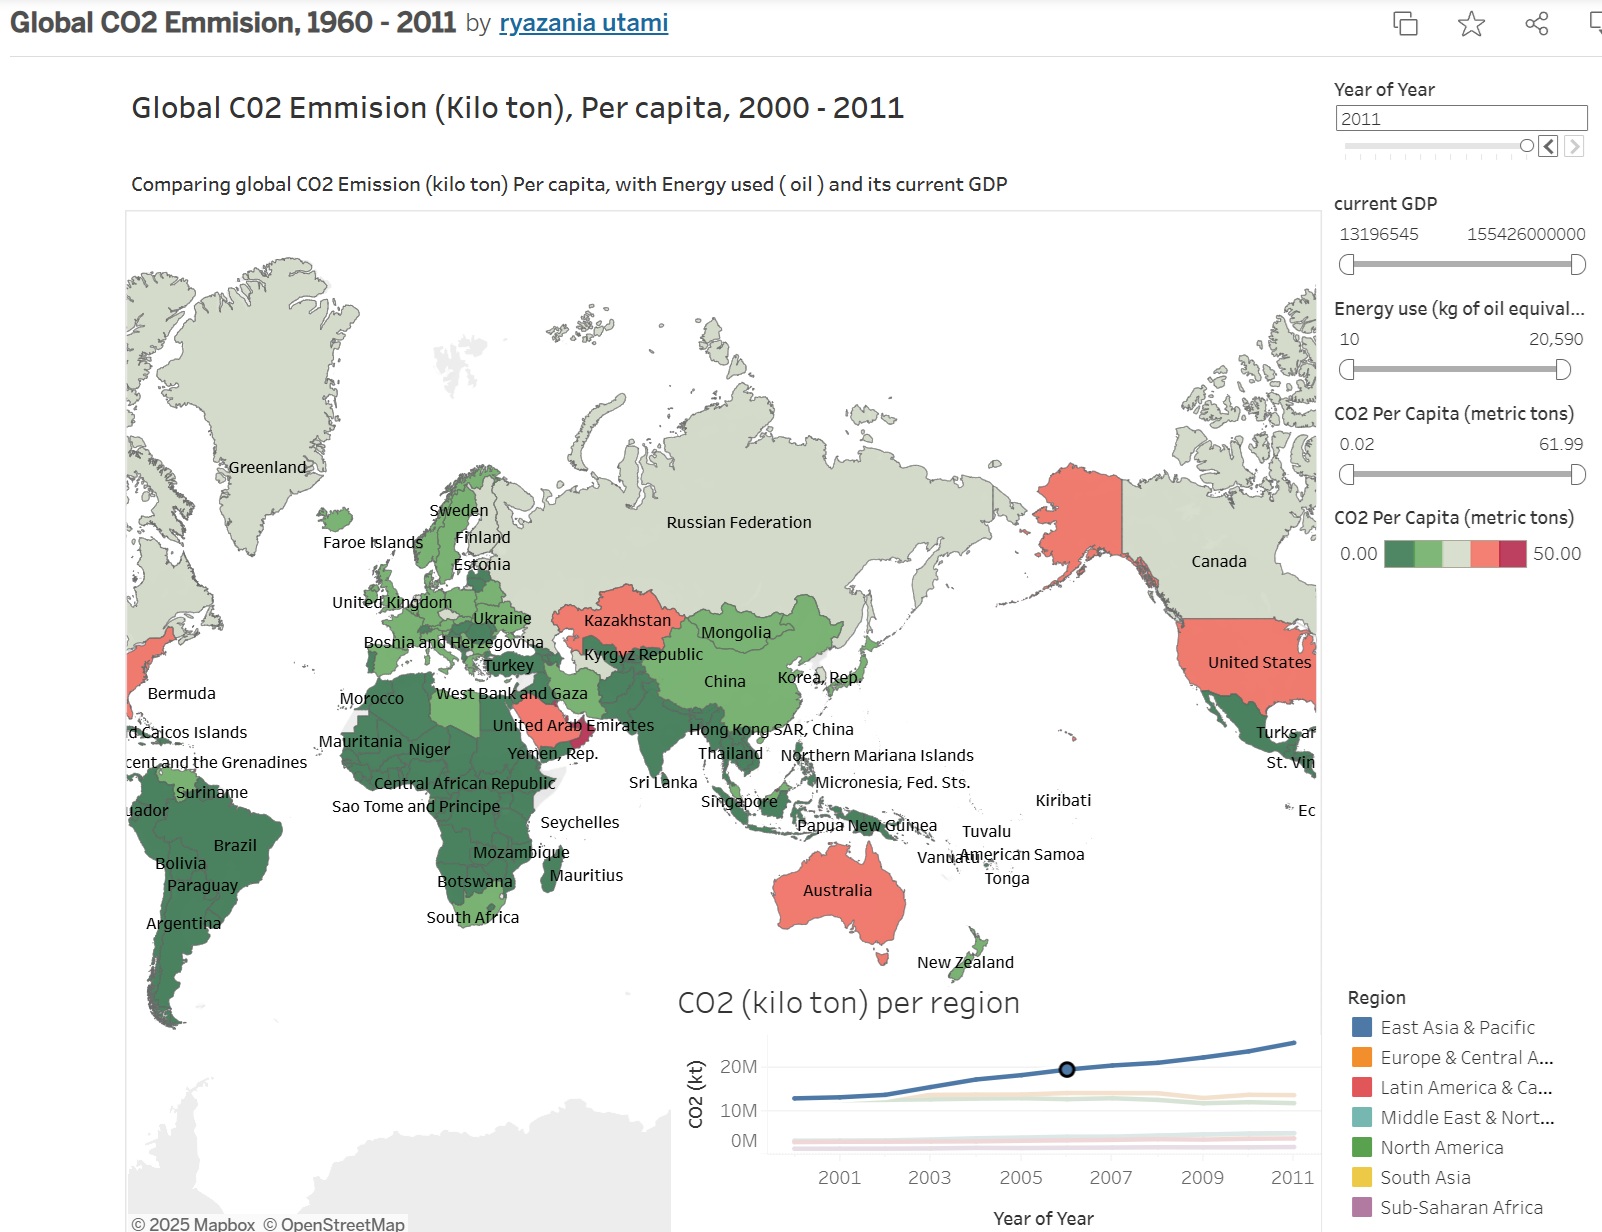 Global CO2 Emmision, 1960 - 2011 by ryazania utami
Global C02 Emmision (Kilo ton), Per capita, 2000 - 2011
Comparing global CO2 Emission (kilo ton) Per capita, with Energy used ( oil ) and its current GDP
Year of Year
2011
current GDP
13196545 155426000000
Energy use (kg of oil equival...
10 20,590
CO2 Per Capita (metric tons)
0.02 61.99
CO2 Per Capita (metric tons)
0.00 50.00
Greenland
Sweden
Russian Federation
Faroe Islands
Finland
Estonia
Canada
United Kingdom
Ukraine
Kazakhstan
Mongolia
Bosnia and Herzegovina
Kyrgyz Republic
Turkey
United States
China
Korea, Rep.
Bermuda
Morocco
West Bank and Gaza
d Caicos Islands
United Arab Emirates
Hong Kong SAR, China
Turks ar
Mauritania
Niger
Yemen, Rep.
Thailand
Northern Mariana Islands
cent and the Grenadines
St. Vin
Central African Republic
Sri Lanka
Micronesia, Fed. Sts.
Suriname
Sao Tome and Principe
Singapore
Kiribati
uador
Ec
Seychelles
Papua New Guinea
Tuvalu
Brazil
Mozambique
Vanuatu
American Samoa
Bolivia
Paraguay
Botswana
Mauritius
Australia
Tonga
Argentina
South Africa
New Zealand
CO2 (kilo ton) per region
CO2 (kt)
20M
10M
0M
2001 2003 2005 2007 2009 2011
Year of Year
Region
East Asia & Pacific
Europe & Central A...
Latin America & Ca...
Middle East & Nort...
North America
South Asia
Sub-Saharan Africa
© 2025 Mapbox © OpenStreetMap